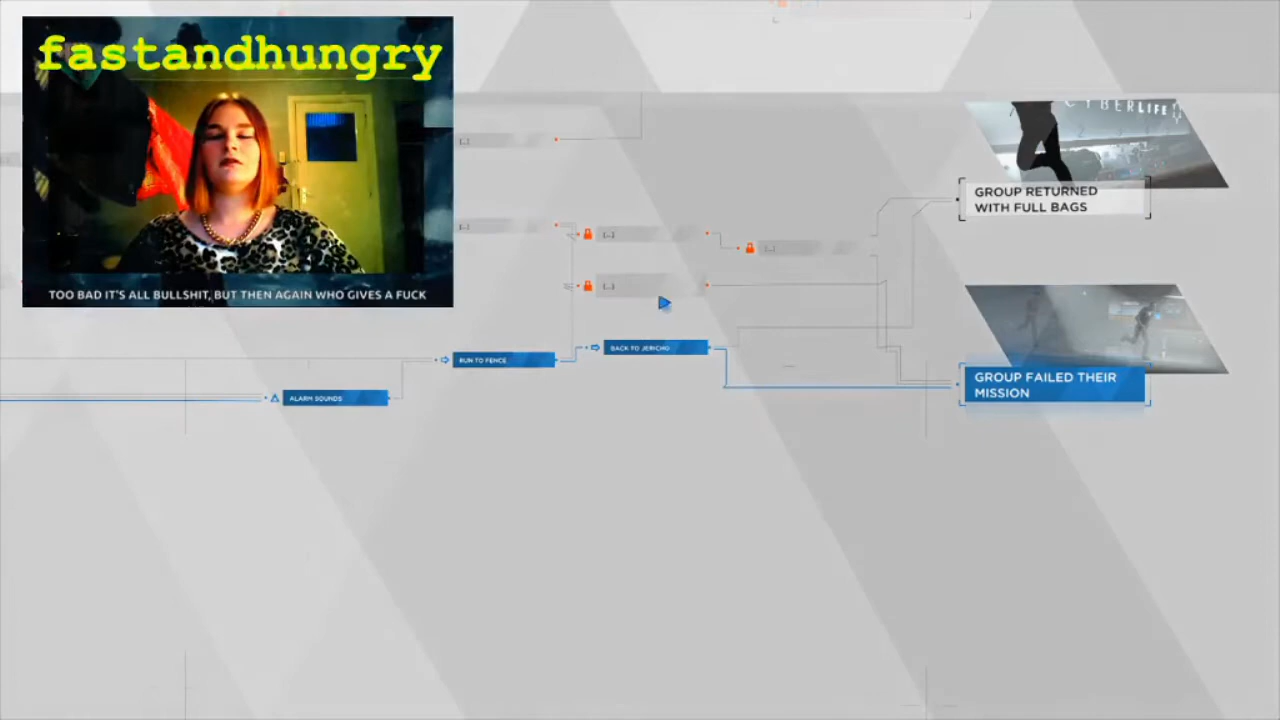 fastandhungry
TOO BAD IT'S ALL BULLSHIT, BUT THEN AGAIN WHO GIVES A FUCK
CYBERLIFE
GROUP RETURNED
WITH FULL BAGS
[...]
[...]
[...]
[...]
[...]
BACK TO JERICHO
RUN TO FENCE
ALARM SOUNDS
GROUP FAILED THEIR
MISSION